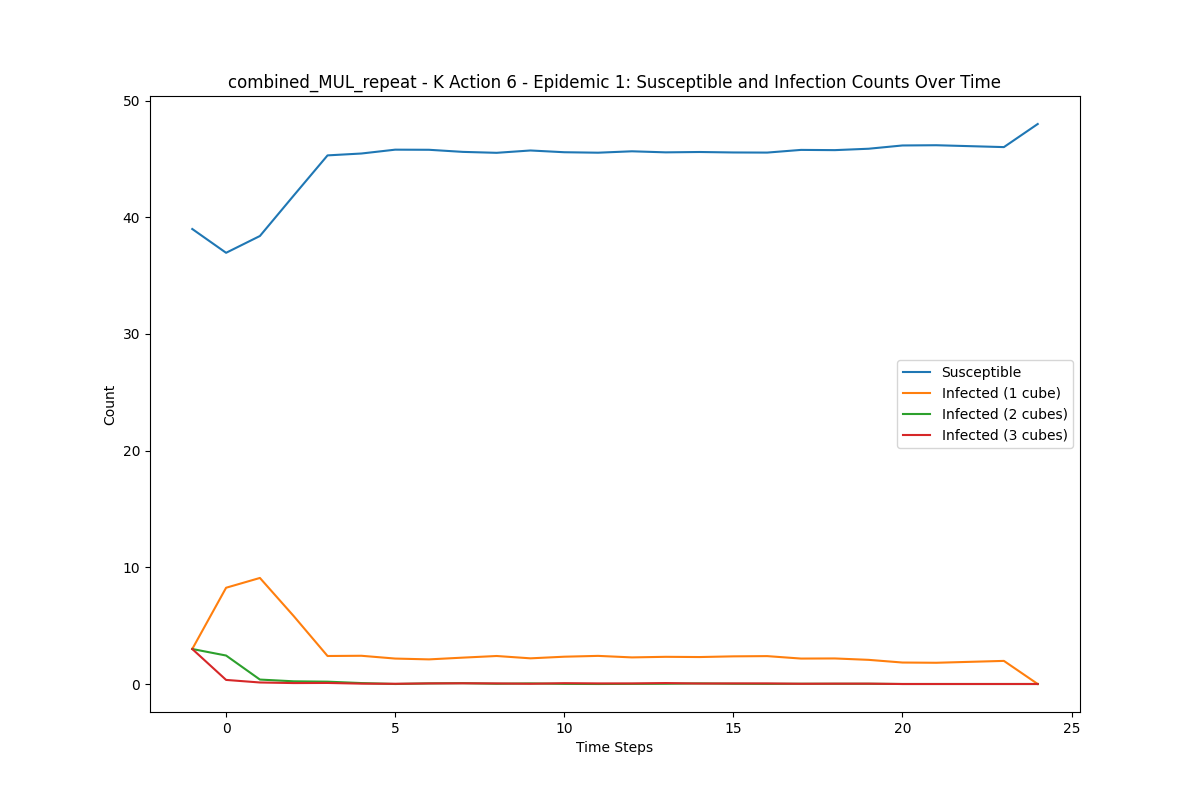 combined_MUL_repeat - K Action 6 - Epidemic 1: Susceptible and Infection Counts Over Time
50
40
30
20
10
0
Count
Susceptible
Infected (1 cube)
Infected (2 cubes)
Infected (3 cubes)
0 5 10 15 20 25
Time Steps